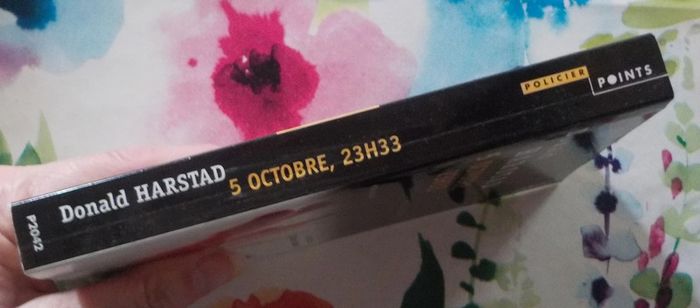 P2042
Donald HARSTAD
5 OCTOBRE, 23H33
POLICIER
POINTS